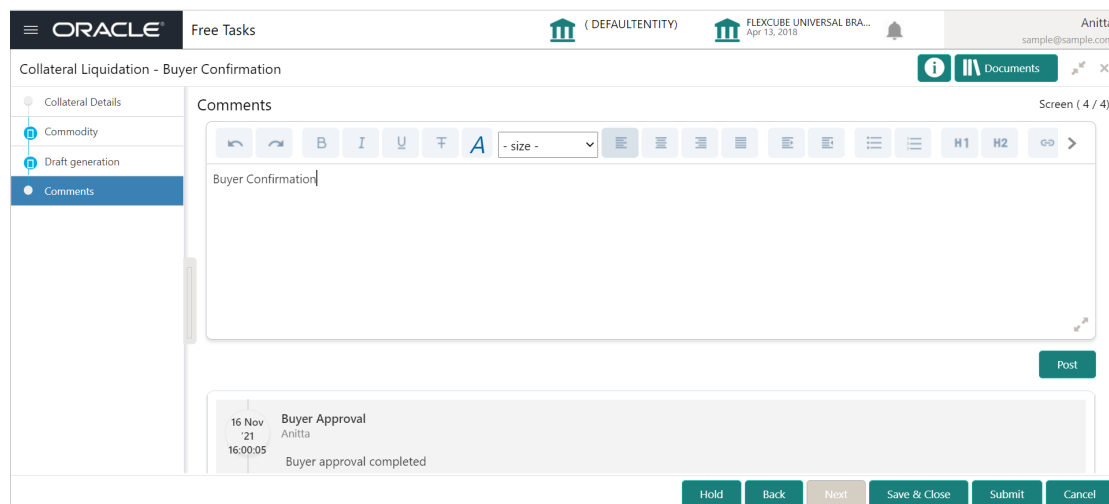 ORACLE
Free Tasks
( DEFAULTENTITY)
FLEXCUBE UNIVERSAL BRA...
Apr 13, 2018
Anitta
sample@sample.com
Collateral Liquidation - Buyer Confirmation
Documents
Collateral Details
Commodity
Draft generation
Comments
Comments
Screen ( 4 / 4)
B I U T A - size - H1 H2
Buyer Confirmation
Post
16 Nov
'21
16:00:05
Buyer Approval
Anitta
Buyer approval completed
Hold Back Next Save & Close Submit Cancel